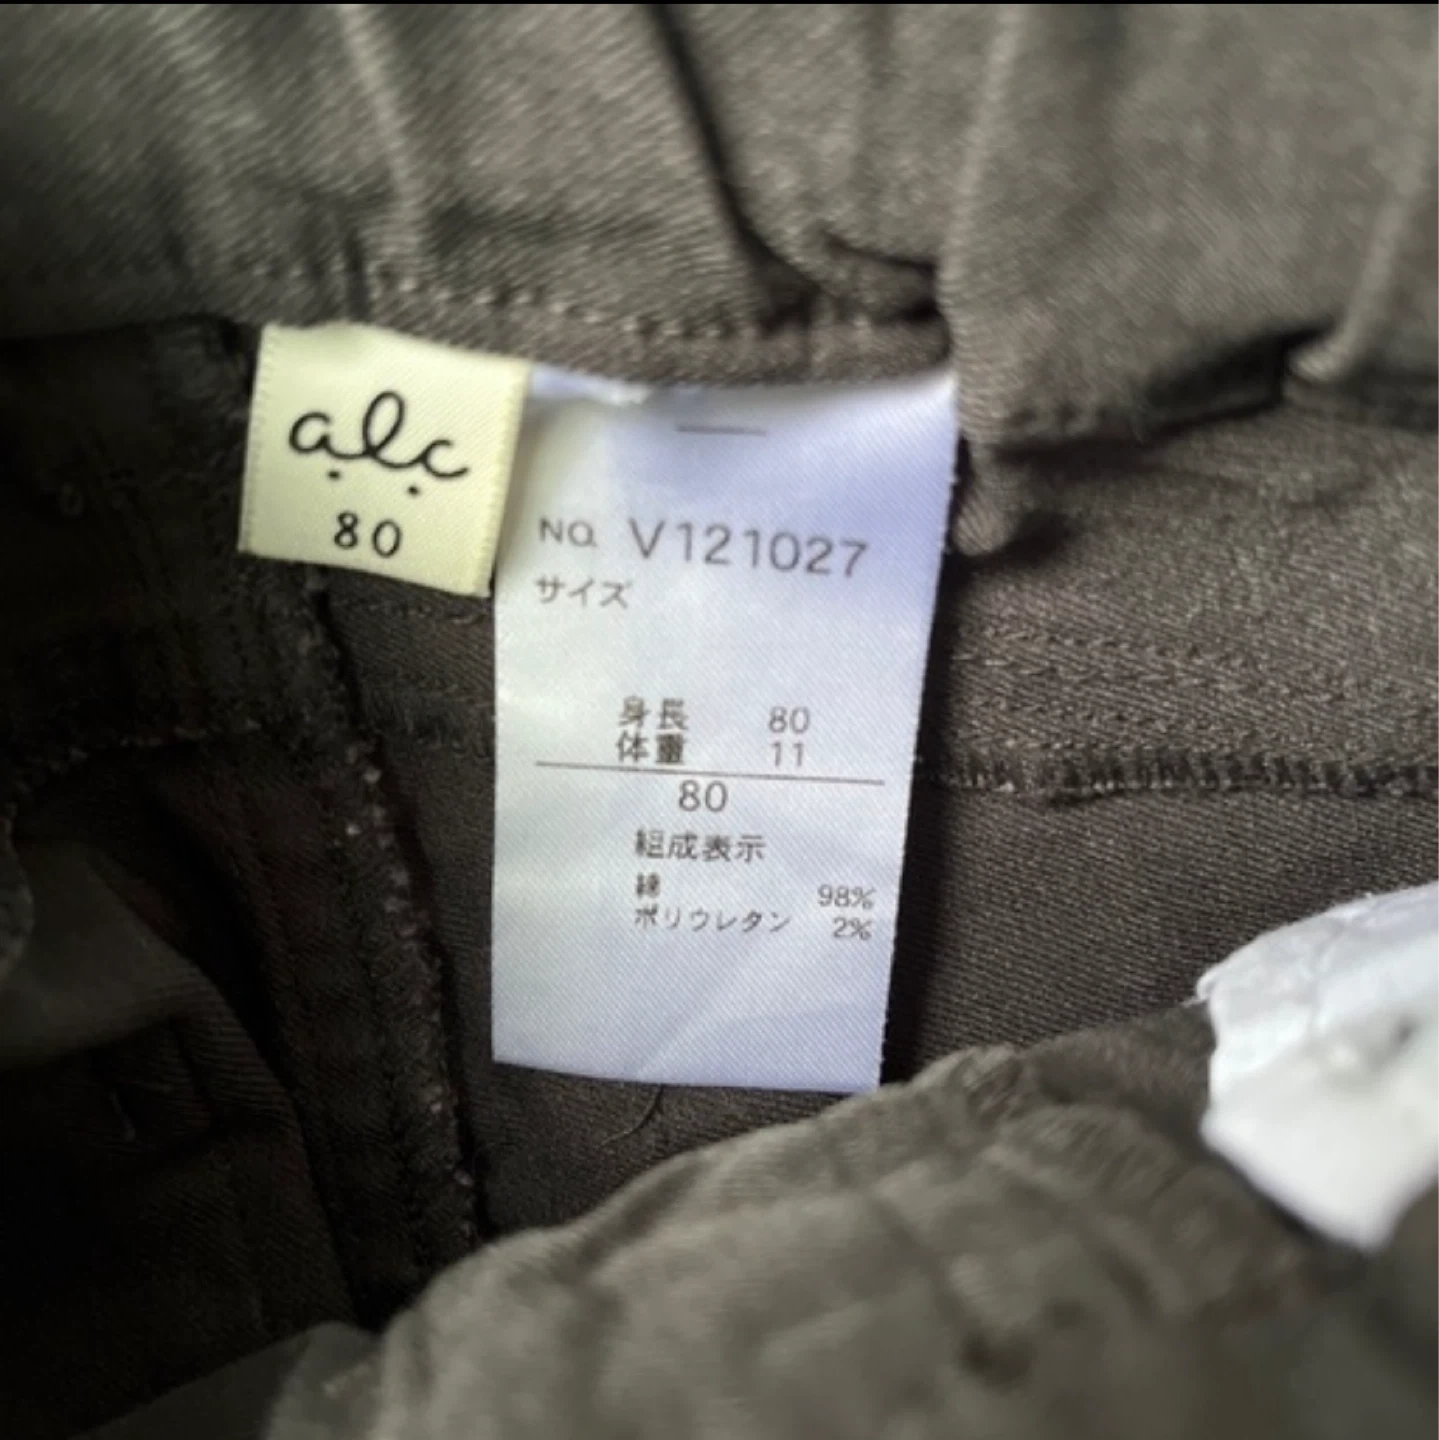 alc
80
NO. V121027
サイズ
身長 80
体重 11
80
組成表示
綿 98%
ポリウレタン 2%